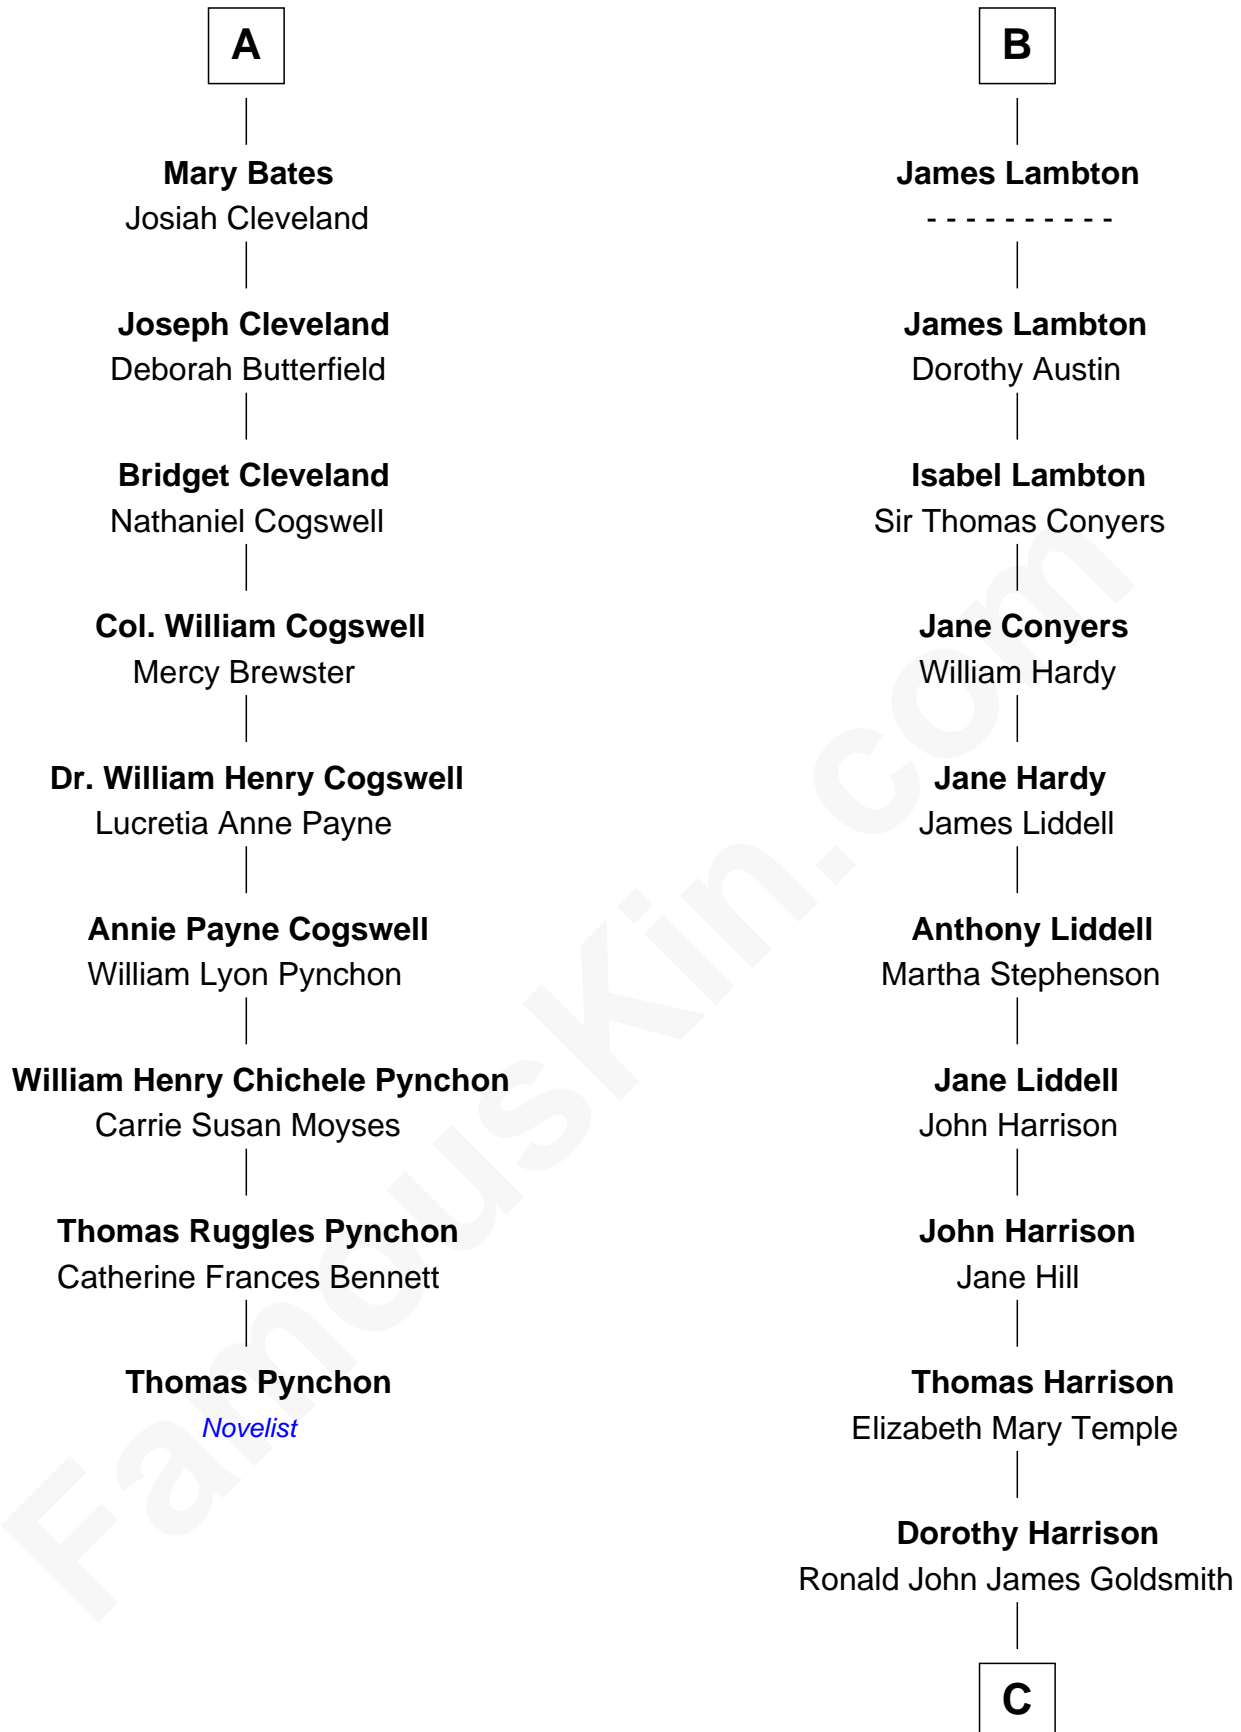 A
Mary Bates
Josiah Cleveland
Joseph Cleveland
Deborah Butterfield
Bridget Cleveland
Nathaniel Cogswell
Col. William Cogswell
Mercy Brewster
Dr. William Henry Cogswell
Lucretia Anne Payne
Annie Payne Cogswell
William Lyon Pynchon
William Henry Chichele Pynchon
Carrie Susan Moyses
Thomas Ruggles Pynchon
Catherine Frances Bennett
Thomas Pynchon
Novelist
B
James Lambton
- - - - - - - - - -
James Lambton
Dorothy Austin
Isabel Lambton
Sir Thomas Conyers
Jane Conyers
William Hardy
Jane Hardy
James Liddell
Anthony Liddell
Martha Stephenson
Jane Liddell
John Harrison
John Harrison
Jane Hill
Thomas Harrison
Elizabeth Mary Temple
Dorothy Harrison
Ronald John James Goldsmith
C
FamousKin.com